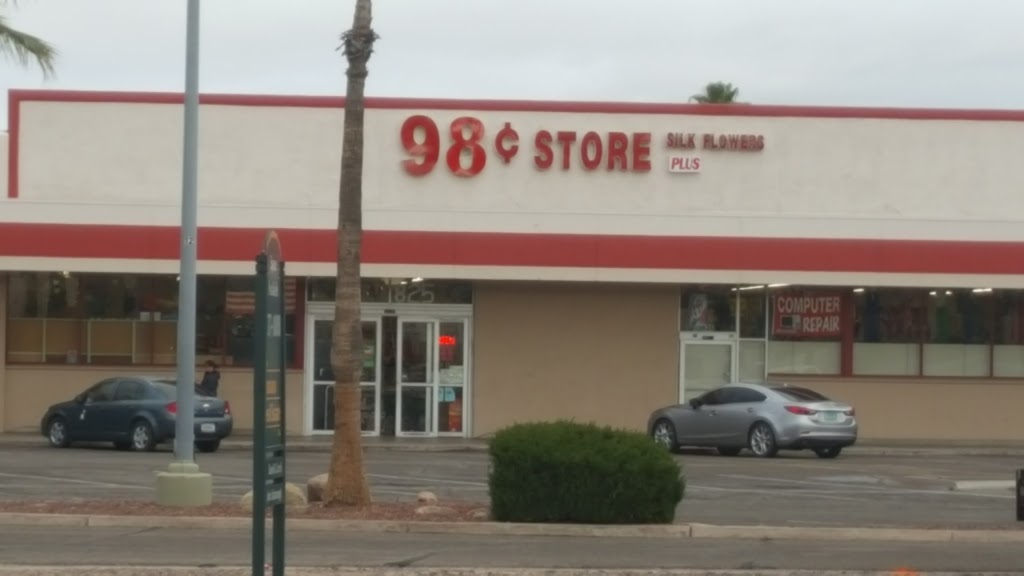 98¢ STORE SILK FLOWERS
PLUS
1825
COMPUTER
REPAIR